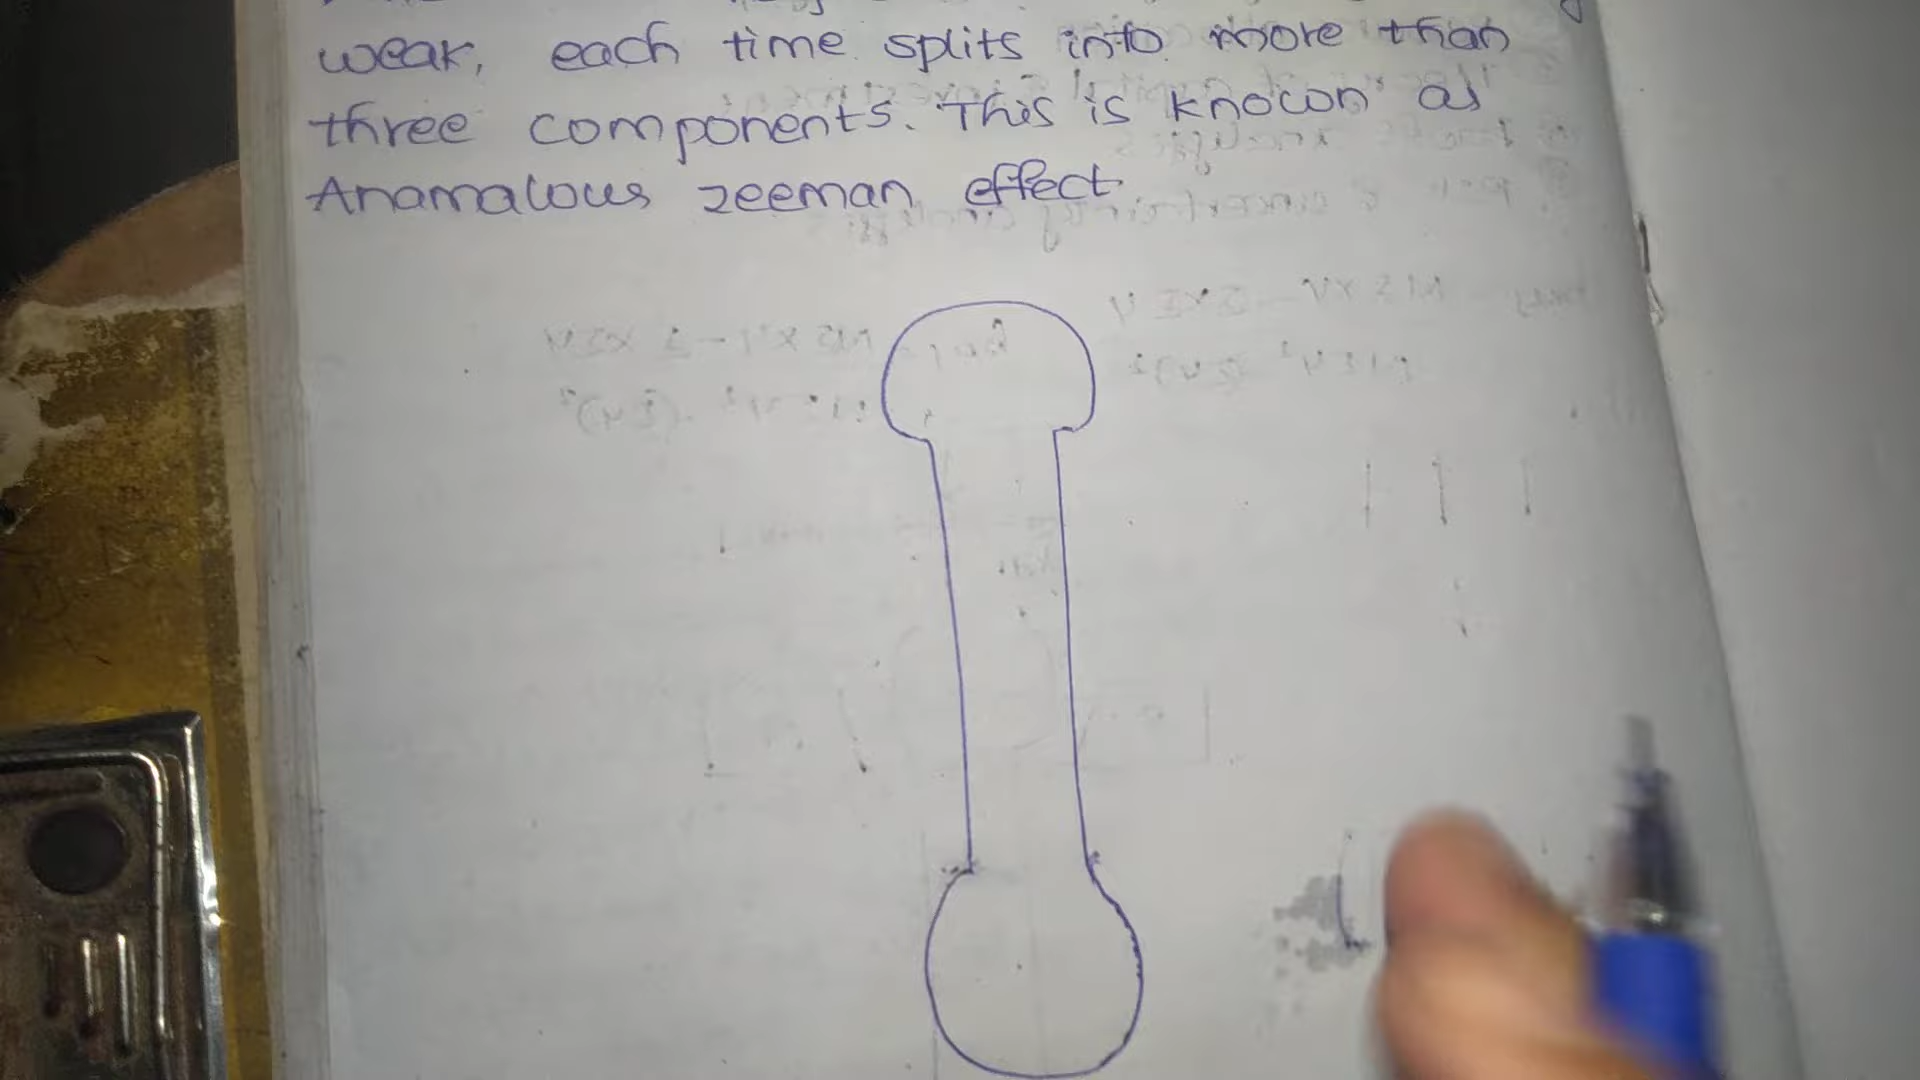 weak, each time splits into more than
three components. This is known as
Anamalous zeeman effect